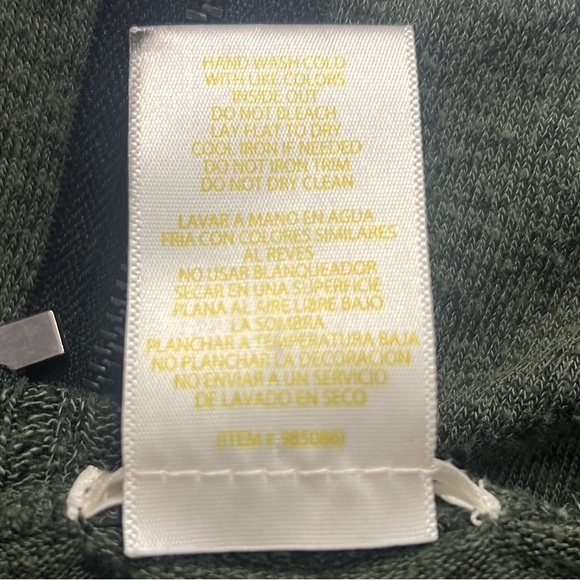 HAND WASH COLD
WITH LIKE COLORS
INSIDE OUT
DO NOT BLEACH
LAY FLAT TO DRY
COOL IRON IF NEEDED
DO NOT IRON TRIM
DO NOT DRY CLEAN
LAVAR A MANO EN AGUA
FRIA CON COLORES SIMILARES
AL REVES
NO USAR BLANQUEADOR
SECAR EN UNA SUPERFICIE
PLANA AL AIRE LIBRE BAJO
LA SOMBRA
PLANCHAR A TEMPERATURA BAJA
NO PLANCHAR LA DECORACION
NO ENVIAR A UN SERVICIO
DE LAVADO EN SECO
(ITEM # 985086)